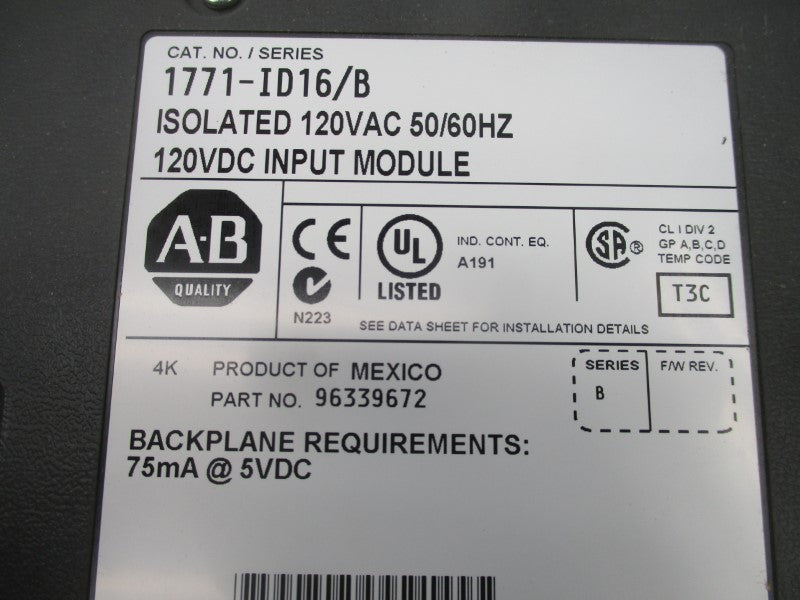 CAT. NO. / SERIES
1771-ID16/B
ISOLATED 120VAC 50/60HZ
120VDC INPUT MODULE
A-B
QUALITY
CE
N223
UL
LISTED
IND. CONT. EQ.
A191
SA®
CL I DIV 2
GP A,B,C,D
TEMP CODE
T3C
SEE DATA SHEET FOR INSTALLATION DETAILS
4K PRODUCT OF MEXICO
PART NO. 96339672
SERIES
B
F/W REV.
BACKPLANE REQUIREMENTS:
75mA @ 5VDC